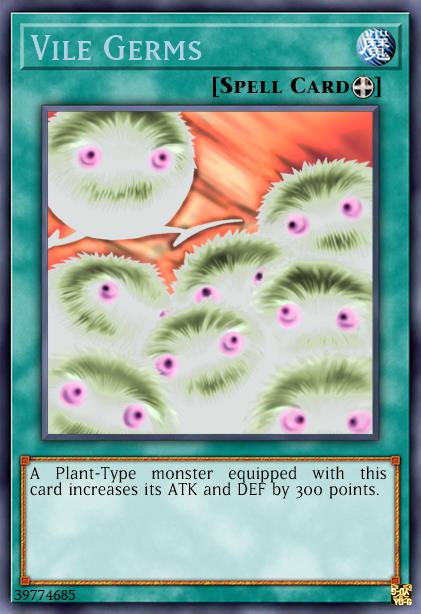 Vile Germs
魔
[Spell Card]
A Plant-Type monster equipped with this
card increases its ATK and DEF by 300 points.
39774685